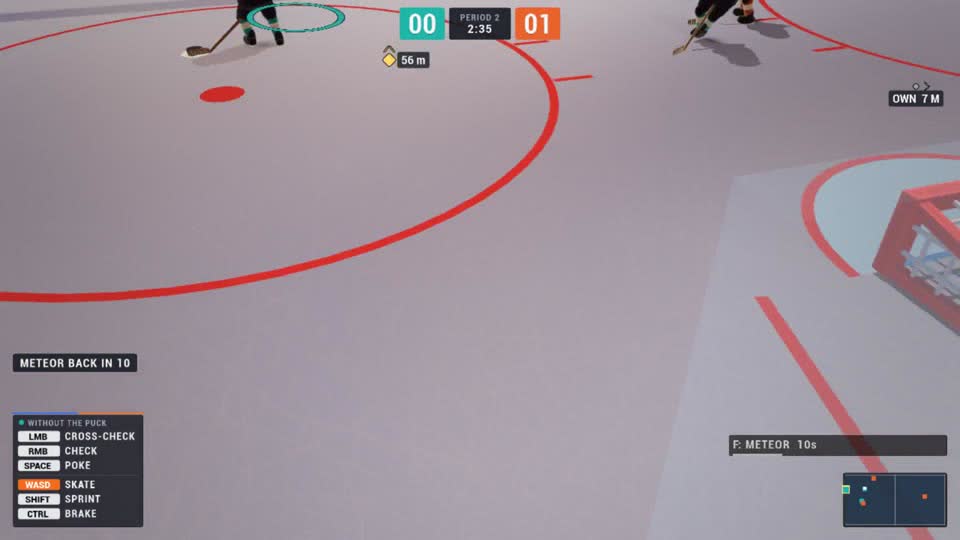 00 PERIOD 2 2:35 01
56 m
OWN 7 M
METEOR BACK IN 10
WITHOUT THE PUCK
LMB CROSS-CHECK
RMB CHECK
SPACE POKE
WASD SKATE
SHIFT SPRINT
CTRL BRAKE
F: METEOR 10s